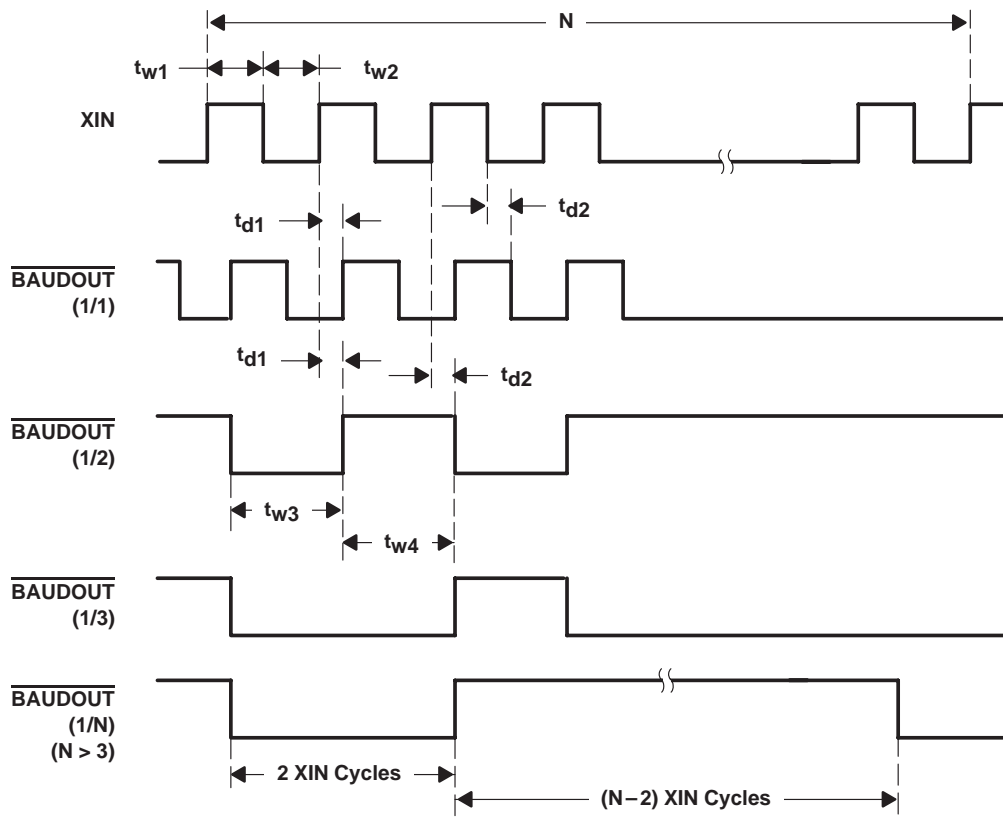 N
tw1
tw2
XIN
td1
td2
BAUDOUT
(1/1)
td1
td2
BAUDOUT
(1/2)
tw3
tw4
BAUDOUT
(1/3)
BAUDOUT
(1/N)
(N > 3)
2 XIN Cycles
(N−2) XIN Cycles